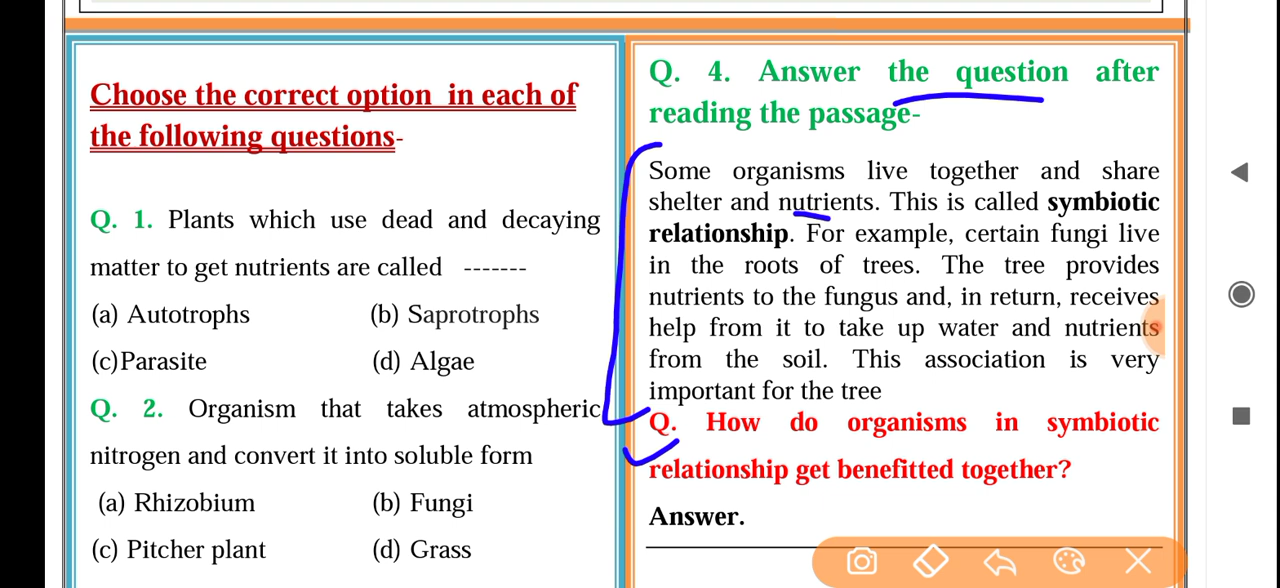 Choose the correct option in each of
the following questions-
Q. 1. Plants which use dead and decaying
matter to get nutrients are called -------
(a) Autotrophs (b) Saprotrophs
(c)Parasite (d) Algae
Q. 2. Organism that takes atmospheric
nitrogen and convert it into soluble form
(a) Rhizobium (b) Fungi
(c) Pitcher plant (d) Grass
Q. 4. Answer the question after
reading the passage-
Some organisms live together and share
shelter and nutrients. This is called symbiotic
relationship. For example, certain fungi live
in the roots of trees. The tree provides
nutrients to the fungus and, in return, receives
help from it to take up water and nutrients
from the soil. This association is very
important for the tree
Q. How do organisms in symbiotic
relationship get benefitted together?
Answer.